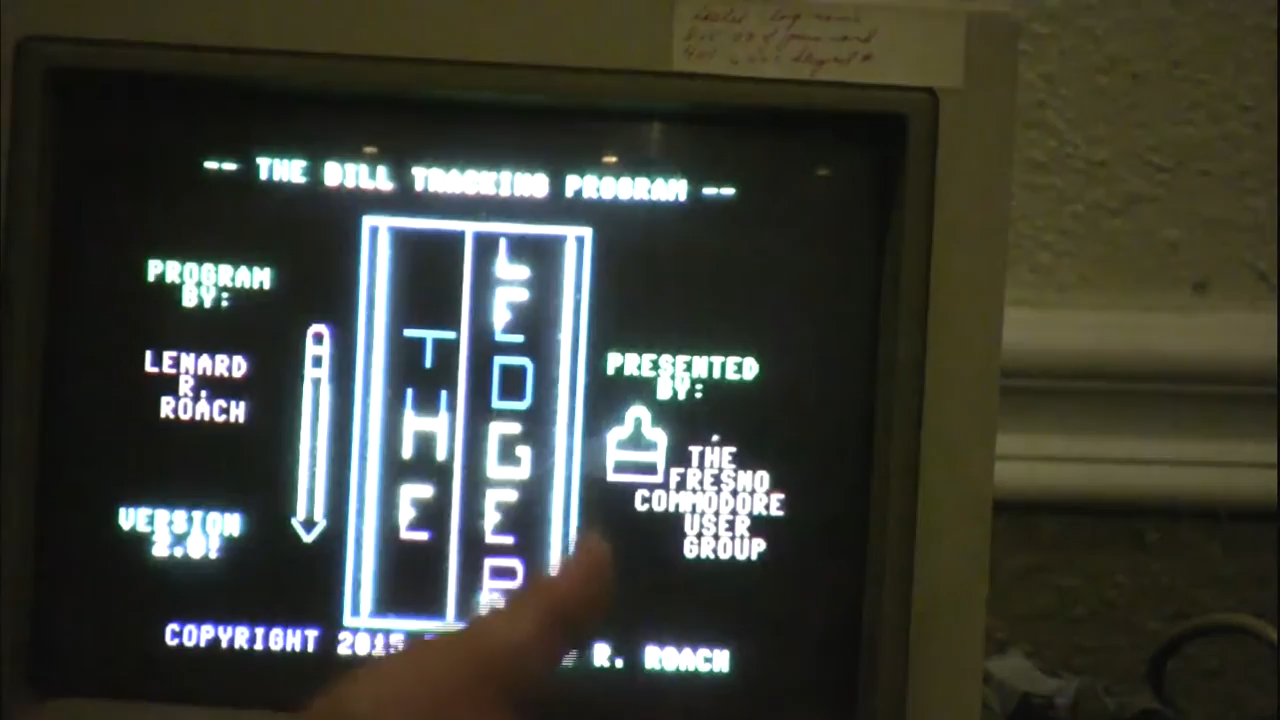 -- THE BILL TRACKING PROGRAM --
PROGRAM
BY:
LENARD
R.
ROACH
VERSION
2.0!
THE
LEDGER
PRESENTED
BY:
THE
FRESNO
COMMODORE
USER
GROUP
COPYRIGHT 2015 R. ROACH